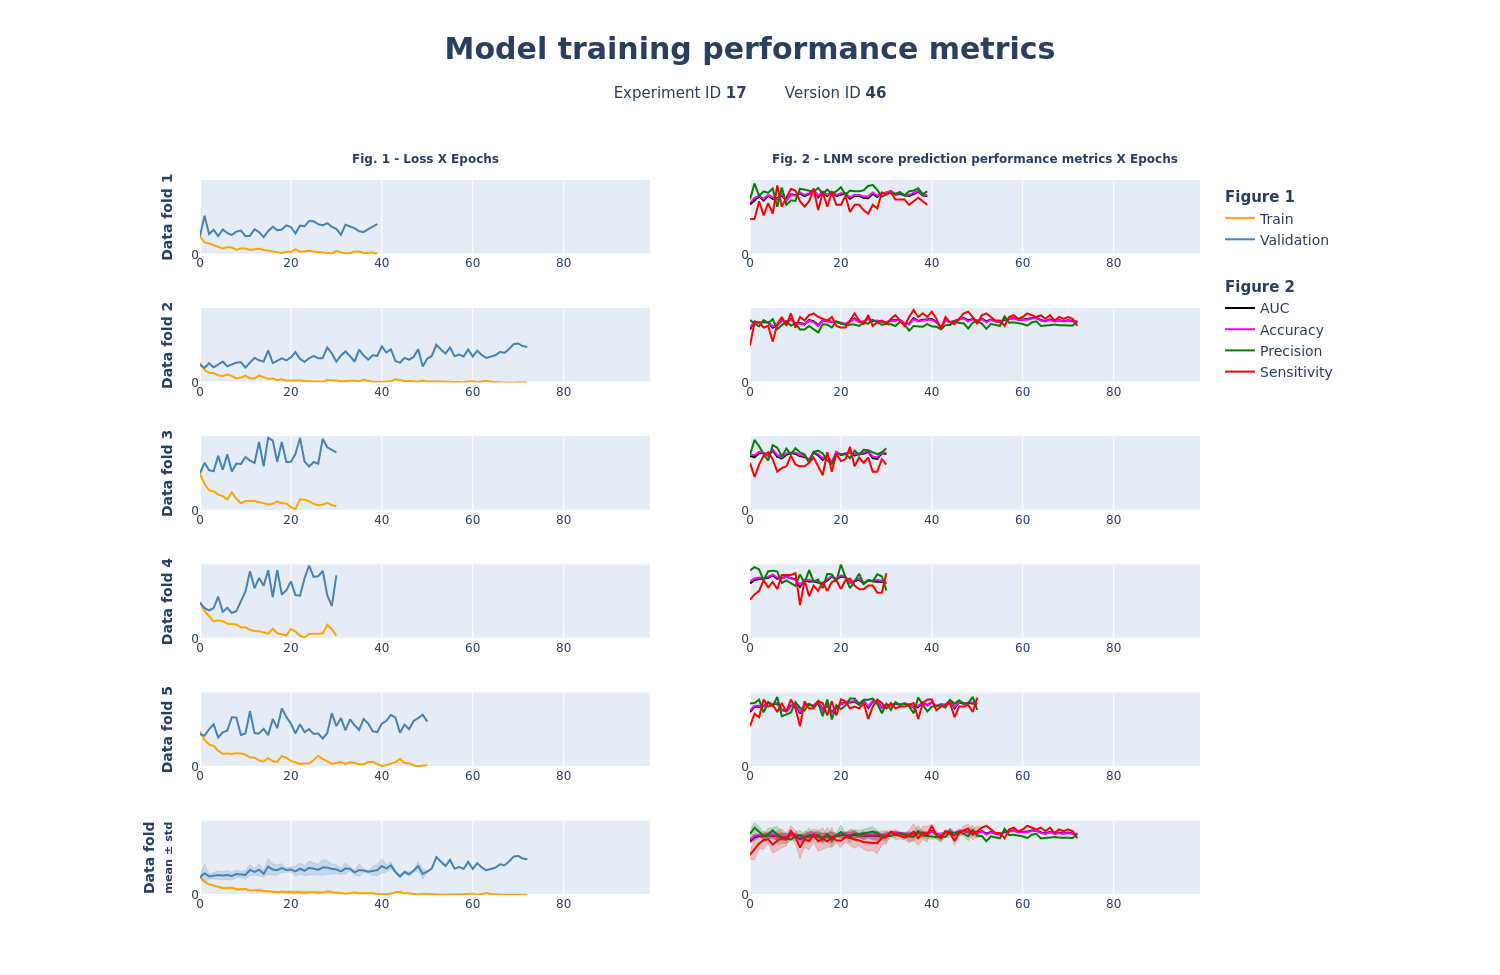 Model training performance metrics
Experiment ID 17 Version ID 46
Fig. 1 - Loss X Epochs
Fig. 2 - LNM score prediction performance metrics X Epochs
Data fold 1
0
0 20 40 60 80
0
0 20 40 60 80
Figure 1
Train
Validation
Figure 2
AUC
Accuracy
Precision
Sensitivity
Data fold 2
0
0 20 40 60 80
0
0 20 40 60 80
Data fold 3
0
0 20 40 60 80
0
0 20 40 60 80
Data fold 4
0
0 20 40 60 80
0
0 20 40 60 80
Data fold 5
0
0 20 40 60 80
0
0 20 40 60 80
Data fold
mean ± std
0
0 20 40 60 80
0
0 20 40 60 80